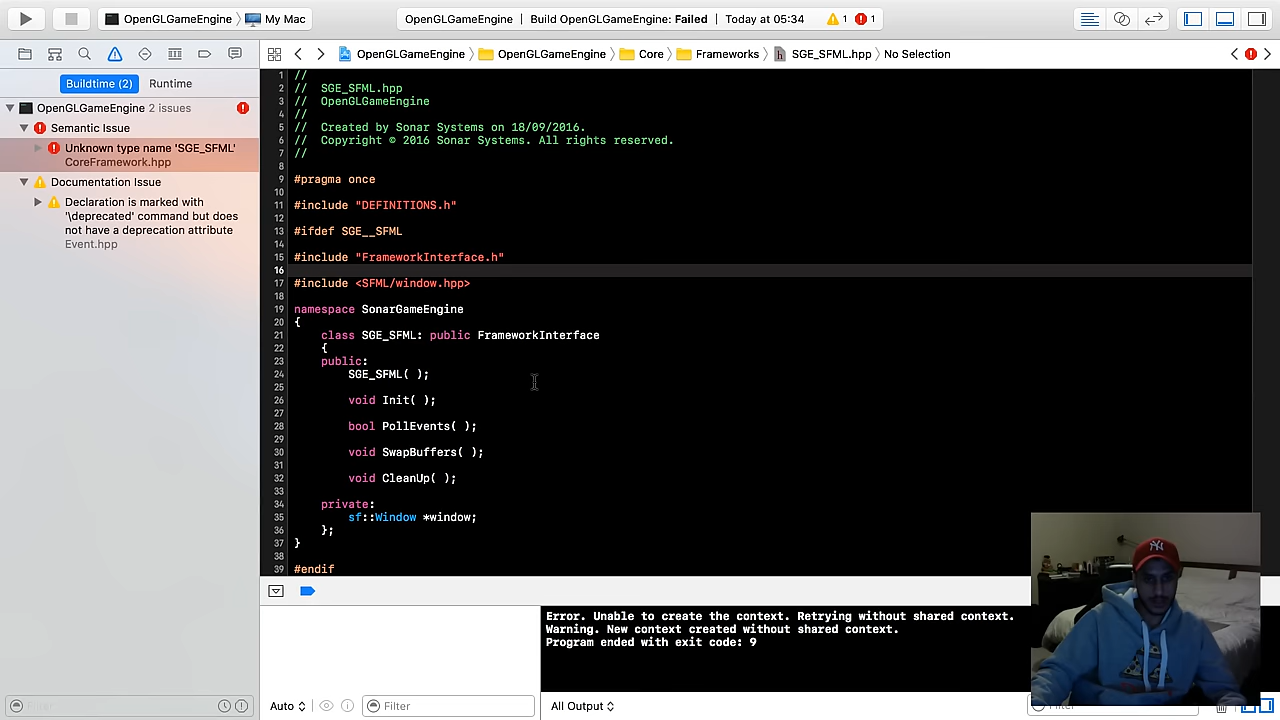 OpenGLGameEngine
My Mac
OpenGLGameEngine
Build OpenGLGameEngine: Failed
Today at 05:34
1
1
OpenGLGameEngine
OpenGLGameEngine
Core
Frameworks
SGE_SFML.hpp
No Selection
Buildtime (2)
Runtime
OpenGLGameEngine 2 issues
Semantic Issue
Unknown type name 'SGE_SFML'
CoreFramework.hpp
Documentation Issue
Declaration is marked with
'\deprecated' command but does
not have a deprecation attribute
Event.hpp
1 //
2 //  SGE_SFML.hpp
3 //  OpenGLGameEngine
4 //
5 //  Created by Sonar Systems on 18/09/2016.
6 //  Copyright © 2016 Sonar Systems. All rights reserved.
7 //
8
9 #pragma once
10
11 #include "DEFINITIONS.h"
12
13 #ifdef SGE__SFML
14
15 #include "FrameworkInterface.h"
16
17 #include <SFML/window.hpp>
18
19 namespace SonarGameEngine
20 {
21     class SGE_SFML: public FrameworkInterface
22     {
23     public:
24         SGE_SFML( );
25
26         void Init( );
27
28         bool PollEvents( );
29
30         void SwapBuffers( );
31
32         void CleanUp( );
33
34     private:
35         sf::Window *window;
36     };
37 }
38
39 #endif
Error. Unable to create the context. Retrying without shared context.
Warning. New context created without shared context.
Program ended with exit code: 9
Filter
Auto
Filter
All Output
Filter